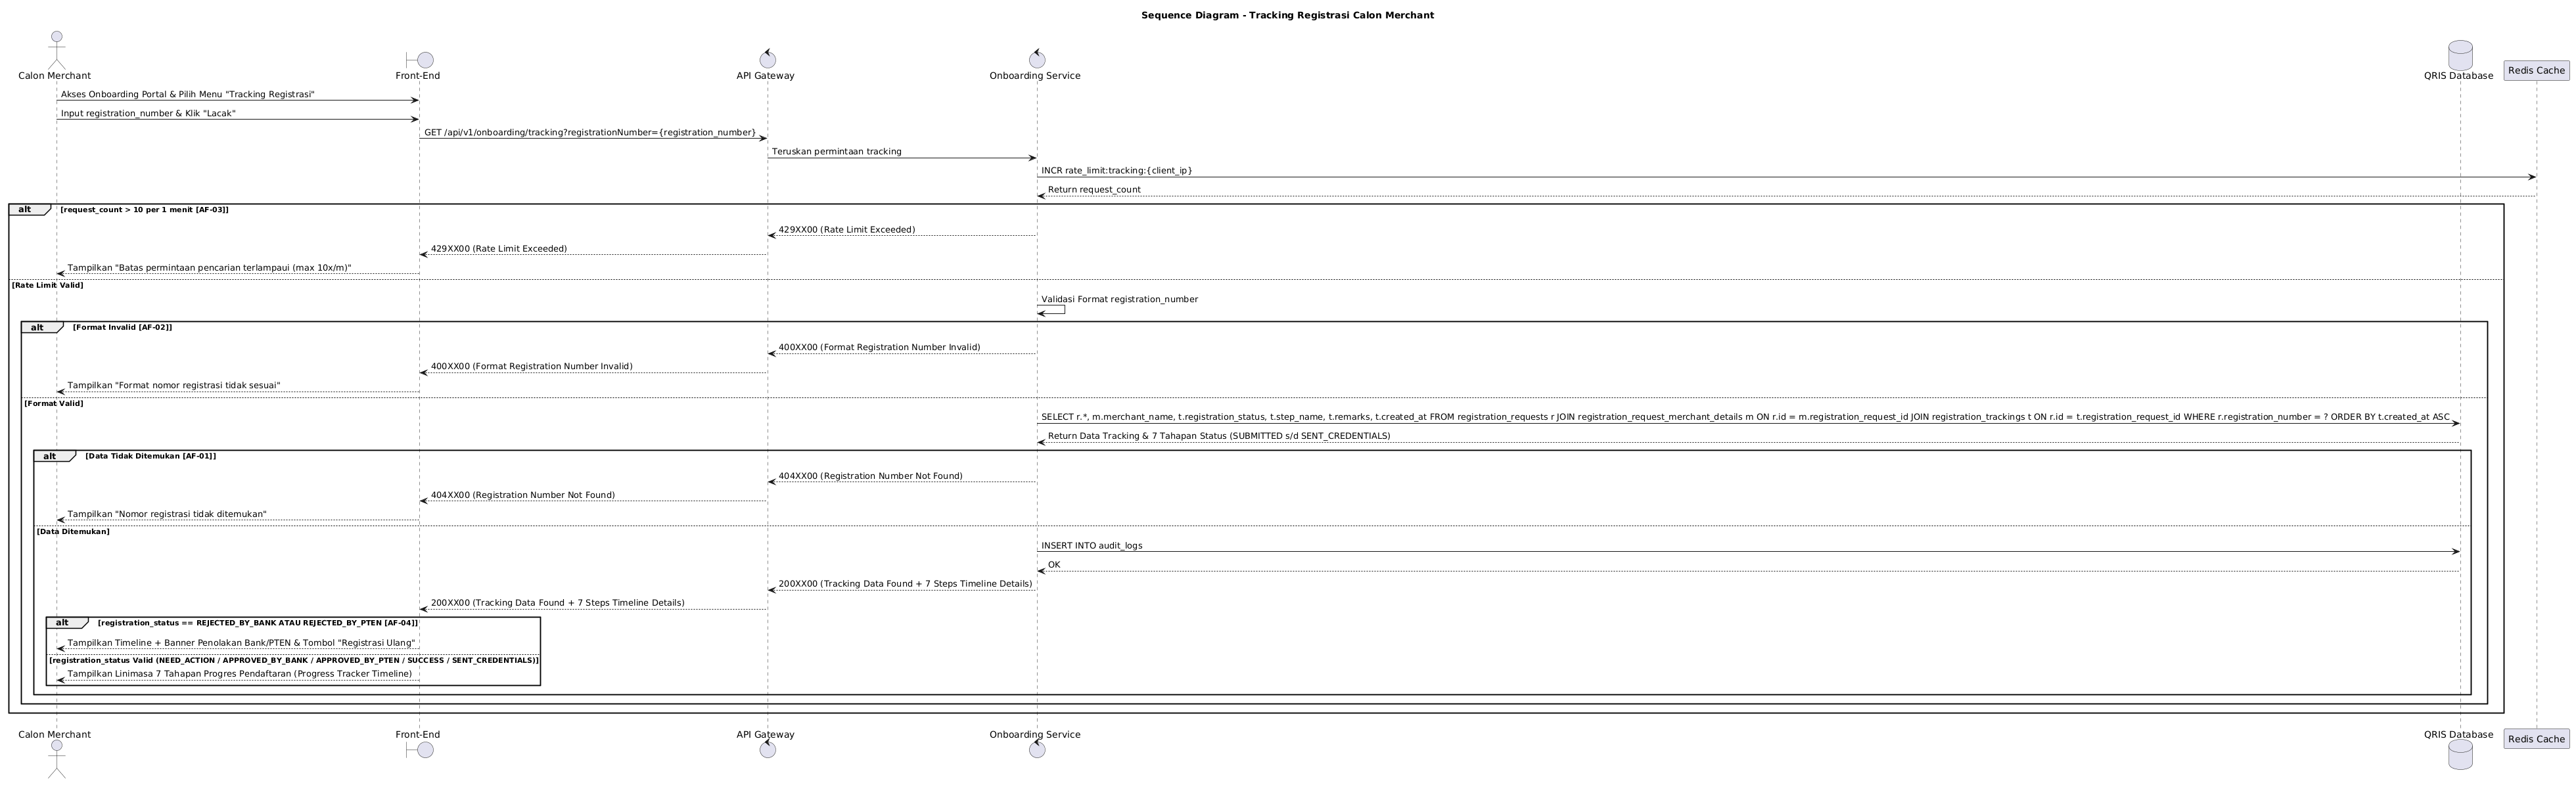 Sequence Diagram - Tracking Registrasi Calon Merchant
Calon Merchant
Front-End
API Gateway
Onboarding Service
QRIS Database
Redis Cache
Akses Onboarding Portal & Pilih Menu "Tracking Registrasi"
Input registration_number & Klik "Lacak"
GET /api/v1/onboarding/tracking?registrationNumber={registration_number}
Teruskan permintaan tracking
INCR rate_limit:tracking:{client_ip}
Return request_count
alt [request_count > 10 per 1 menit [AF-03]]
429XX00 (Rate Limit Exceeded)
429XX00 (Rate Limit Exceeded)
Tampilkan "Batas permintaan pencarian terlampaui (max 10x/m)"
[Rate Limit Valid]
Validasi Format registration_number
alt [Format Invalid [AF-02]]
400XX00 (Format Registration Number Invalid)
400XX00 (Format Registration Number Invalid)
Tampilkan "Format nomor registrasi tidak sesuai"
[Format Valid]
SELECT r.*, m.merchant_name, t.registration_status, t.step_name, t.remarks, t.created_at FROM registration_requests r JOIN registration_request_merchant_details m ON r.id = m.registration_request_id JOIN registration_trackings t ON r.id = t.registration_request_id WHERE r.registration_number = ? ORDER BY t.created_at ASC
Return Data Tracking & 7 Tahapan Status (SUBMITTED s/d SENT_CREDENTIALS)
alt [Data Tidak Ditemukan [AF-01]]
404XX00 (Registration Number Not Found)
404XX00 (Registration Number Not Found)
Tampilkan "Nomor registrasi tidak ditemukan"
[Data Ditemukan]
INSERT INTO audit_logs
OK
200XX00 (Tracking Data Found + 7 Steps Timeline Details)
200XX00 (Tracking Data Found + 7 Steps Timeline Details)
alt [registration_status == REJECTED_BY_BANK ATAU REJECTED_BY_PTEN [AF-04]]
Tampilkan Timeline + Banner Penolakan Bank/PTEN & Tombol "Registrasi Ulang"
[registration_status Valid (NEED_ACTION / APPROVED_BY_BANK / APPROVED_BY_PTEN / SUCCESS / SENT_CREDENTIALS)]
Tampilkan Linimasa 7 Tahapan Progres Pendaftaran (Progress Tracker Timeline)
Calon Merchant
Front-End
API Gateway
Onboarding Service
QRIS Database
Redis Cache